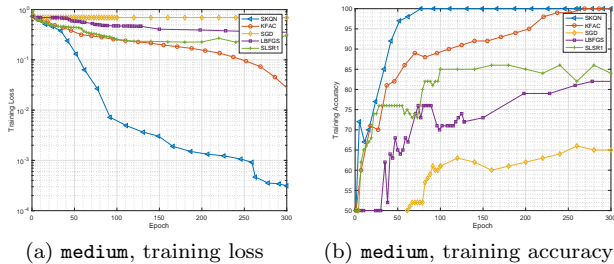 SKQN
KFAC
SGD
LBFGS
SLSR1
Training Loss
10^0
10^-1
10^-2
10^-3
10^-4
0 50 100 150 200 250 300
Epoch
SKQN
KFAC
SGD
LBFGS
SLSR1
Training Accuracy
100
95
90
85
80
75
70
65
60
55
50
0 50 100 150 200 250 300
Epoch
(a) medium, training loss
(b) medium, training accuracy